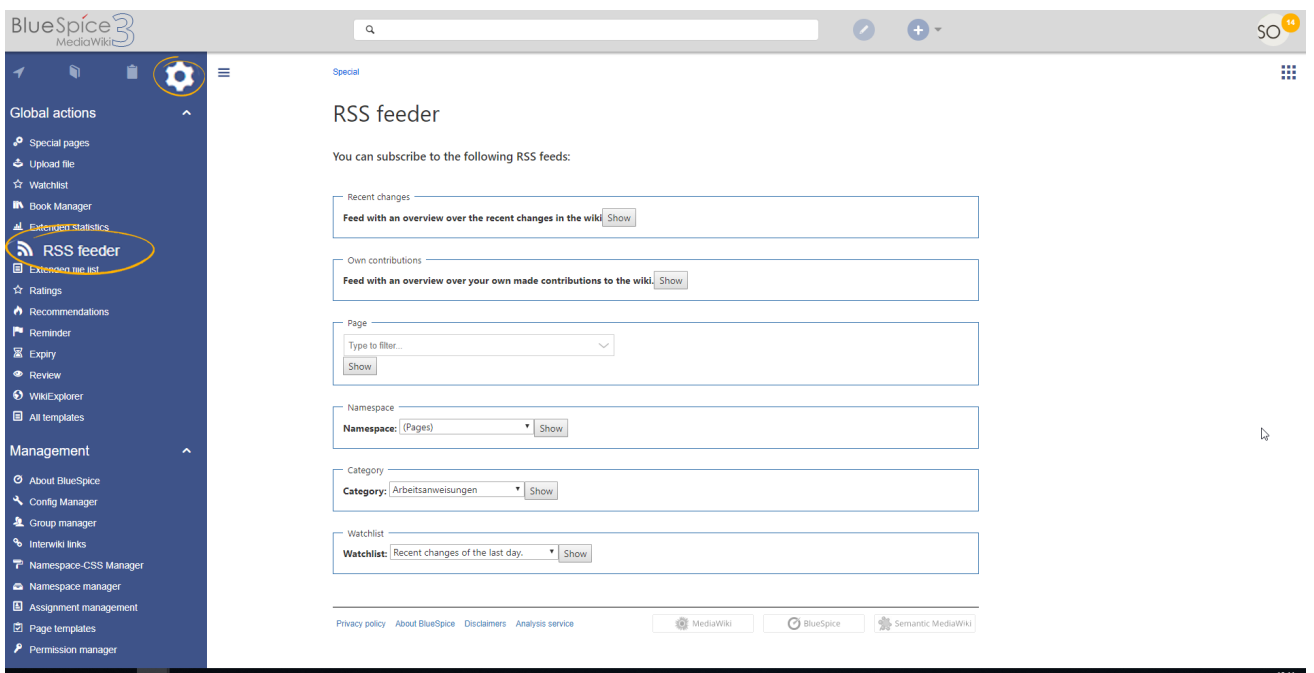 BlueSpice 3
MediaWiki
SO
14
Special
Global actions
Special pages
Upload file
Watchlist
Book Manager
Extended statistics
RSS feeder
Extended file list
Ratings
Recommendations
Reminder
Expiry
Review
WikiExplorer
All templates
Management
About BlueSpice
Config Manager
Group manager
Interwiki links
Namespace-CSS Manager
Namespace manager
Assignment management
Page templates
Permission manager
RSS feeder
You can subscribe to the following RSS feeds:
Recent changes
Feed with an overview over the recent changes in the wiki Show
Own contributions
Feed with an overview over your own made contributions to the wiki. Show
Page
Type to filter...
Show
Namespace
Namespace: (Pages) Show
Category
Category: Arbeitsanweisungen Show
Watchlist
Watchlist: Recent changes of the last day. Show
Privacy policy About BlueSpice Disclaimers Analysis service MediaWiki BlueSpice Semantic MediaWiki